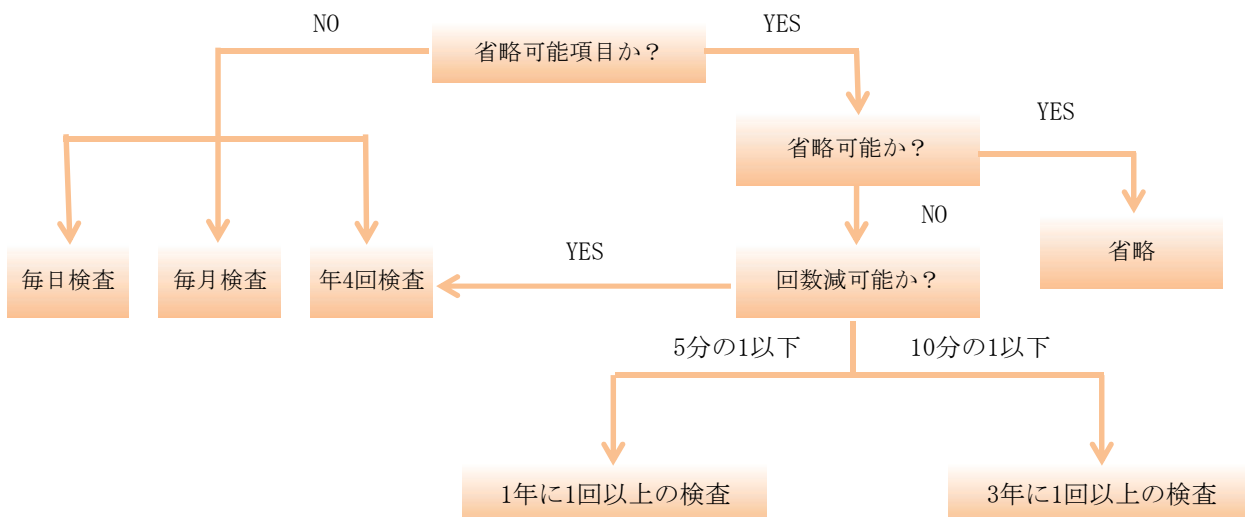 NO
省略可能項目か？
YES
省略可能か？
YES
NO
省略
毎日検査
毎月検査
年4回検査
YES
回数減可能か？
5分の1以下
10分の1以下
1年に1回以上の検査
3年に1回以上の検査